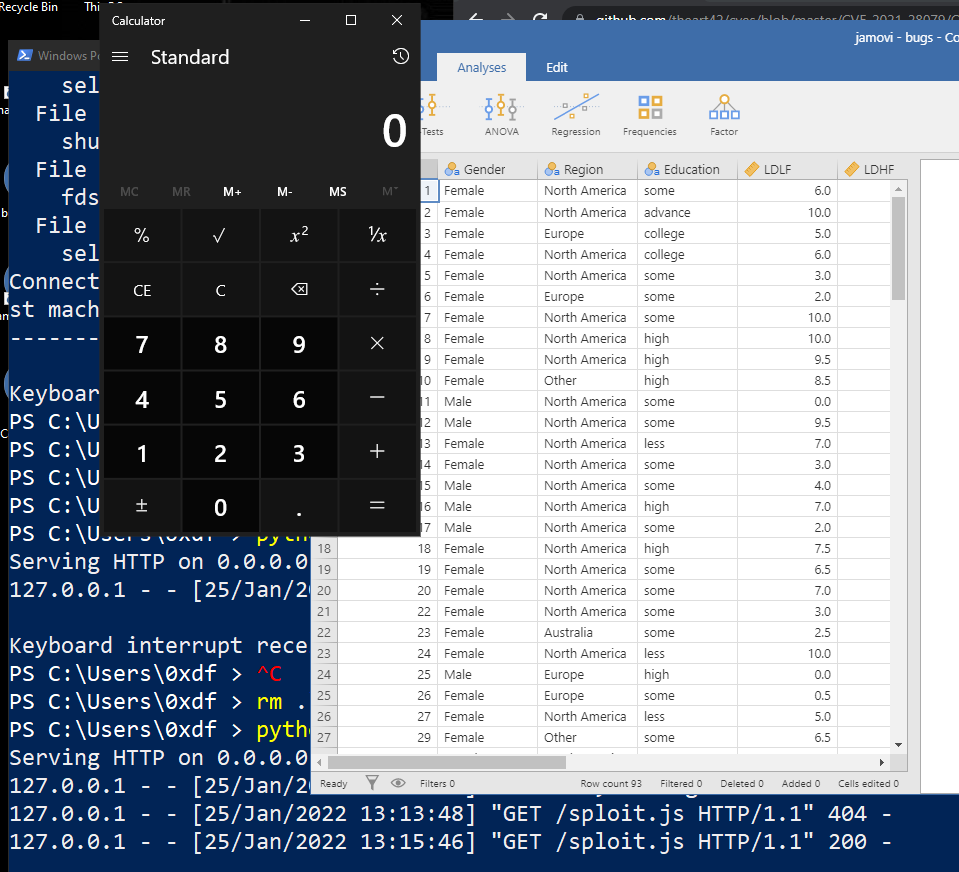 Recycle Bin
github.com/theart42/cves/blob/master/CVE-2021-28079/C
Calculator
Standard
0
MC MR M+ M- MS M˅
% √ x² ¹/x
CE C ⌫ ÷
7 8 9 ×
4 5 6 −
1 2 3 +
± 0 . =
jamovi - bugs - Co
Analyses Edit
-Tests ANOVA Regression Frequencies Factor
Gender Region Education LDLF LDHF
1 Female North America some 6.0
2 Female North America advance 10.0
3 Female Europe college 5.0
4 Female North America college 6.0
5 Female North America some 3.0
6 Female Europe some 2.0
7 Female North America some 10.0
8 Female North America high 10.0
9 Female North America high 9.5
10 Female Other high 8.5
11 Male North America some 0.0
12 Male North America some 9.5
13 Female North America less 7.0
14 Female North America some 3.0
15 Male North America some 4.0
16 Male North America high 7.0
17 Male North America some 2.0
18 18 Female North America high 7.5
19 19 Female North America some 6.5
20 20 Female North America some 7.0
21 22 Female North America some 3.0
22 23 Female Australia some 2.5
23 24 Female North America less 10.0
24 25 Male Europe high 0.0
25 26 Female Europe some 0.5
26 27 Female North America less 5.0
27 29 Female Other some 6.5
Ready Filters 0 Row count 93 Filtered 0 Deleted 0 Added 0 Cells edited 0
Windows Po
sel
File
shu
File
fds
File
sel
Connect
st mach
-------
Keyboar
PS C:\U
PS C:\U
PS C:\U
PS C:\U
PS C:\Users\0xdf > pyth
Serving HTTP on 0.0.0.0
127.0.0.1 - - [25/Jan/2
Keyboard interrupt rece
PS C:\Users\0xdf > ^C
PS C:\Users\0xdf > rm .
PS C:\Users\0xdf > pyth
Serving HTTP on 0.0.0.0
127.0.0.1 - - [25/Jan/2
127.0.0.1 - - [25/Jan/2022 13:13:48] "GET /sploit.js HTTP/1.1" 404 -
127.0.0.1 - - [25/Jan/2022 13:15:46] "GET /sploit.js HTTP/1.1" 200 -